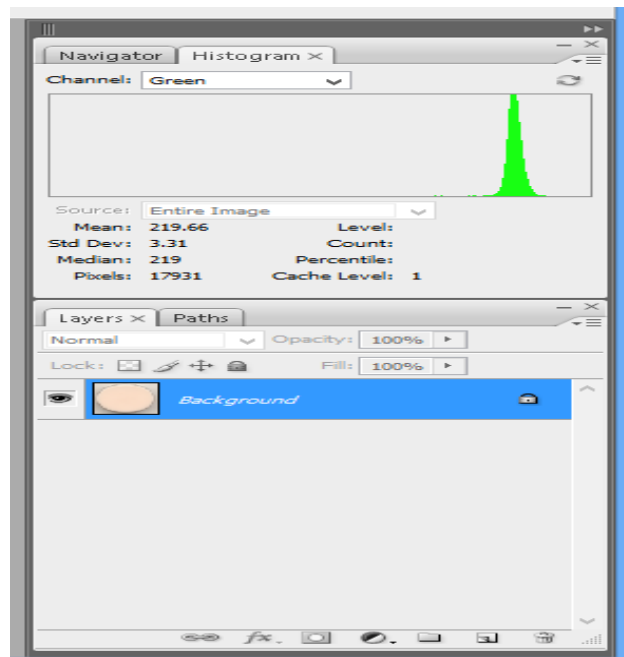 Navigator Histogram ×
Channel: Green
Source: Entire Image
Mean: 219.66 Level:
Std Dev: 3.31 Count:
Median: 219 Percentile:
Pixels: 17931 Cache Level: 1
Layers × Paths
Normal Opacity: 100%
Lock: Fill: 100%
Background
fx.